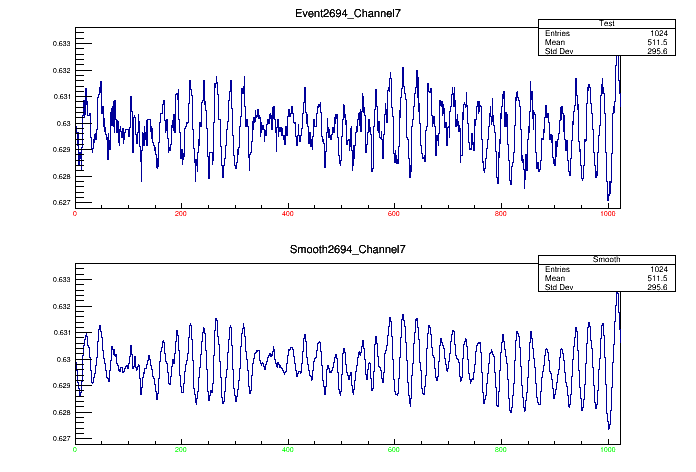 Event2694_Channel7
Test
Entries 1024
Mean 511.5
Std Dev 295.6
0.633
0.632
0.631
0.63
0.629
0.628
0.627
0 200 400 600 800 1000
Smooth2694_Channel7
Smooth
Entries 1024
Mean 511.5
Std Dev 295.6
0.633
0.632
0.631
0.63
0.629
0.628
0.627
0 200 400 600 800 1000